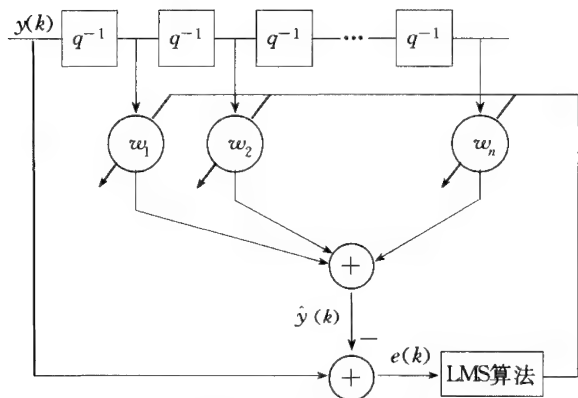 y(k)
q⁻¹ q⁻¹ q⁻¹ ··· q⁻¹
w₁ w₂ wₙ
+
ŷ(k)
−
+ e(k) LMS算法